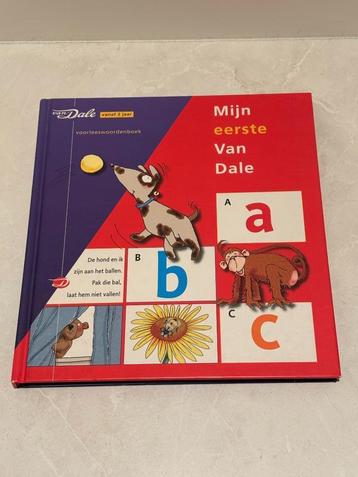 van Dale vanaf 3 jaar
voorleeswoordenboek
Mijn
eerste
Van
Dale
A
a
De hond en ik
zijn aan het ballen.
Pak die bal,
laat hem niet vallen!
B
b
C
c